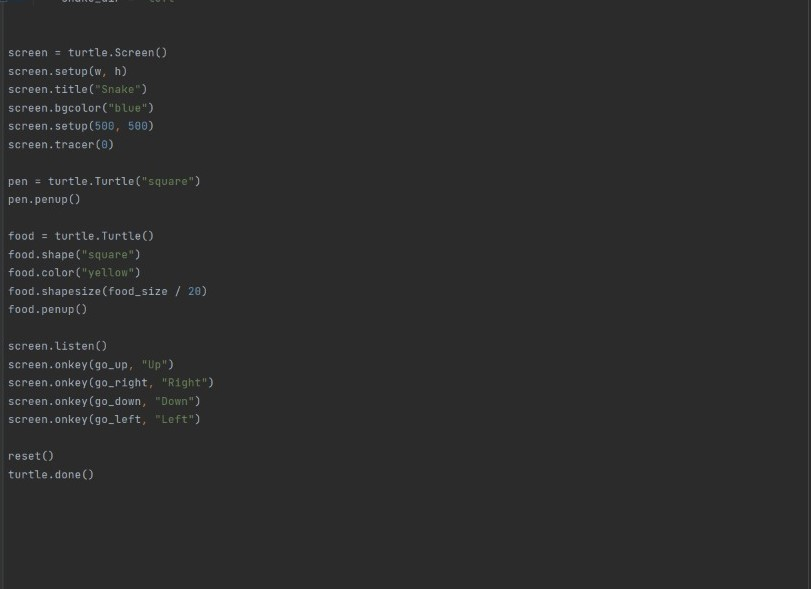 screen = turtle.Screen()
screen.setup(w, h)
screen.title("Snake")
screen.bgcolor("blue")
screen.setup(500, 500)
screen.tracer(0)
pen = turtle.Turtle("square")
pen.penup()
food = turtle.Turtle()
food.shape("square")
food.color("yellow")
food.shapesize(food_size / 20)
food.penup()
screen.listen()
screen.onkey(go_up, "Up")
screen.onkey(go_right, "Right")
screen.onkey(go_down, "Down")
screen.onkey(go_left, "Left")
reset()
turtle.done()